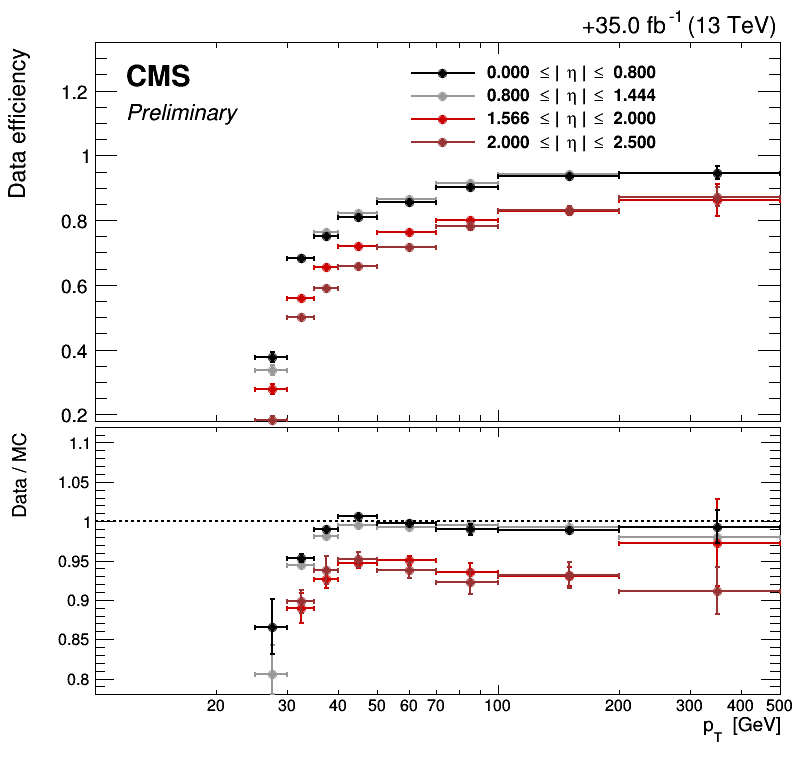 +35.0 fb-1 (13 TeV)
Data efficiency
CMS
Preliminary
0.000 ≤| η |≤ 0.800
0.800 ≤| η |≤ 1.444
1.566 ≤| η |≤ 2.000
2.000 ≤| η |≤ 2.500
1.2
1
0.8
0.6
0.4
0.2
Data / MC
1.1
1.05
1
0.95
0.9
0.85
0.8
20 30 40 50 60 70 100 200 300 400 500
pT [GeV]